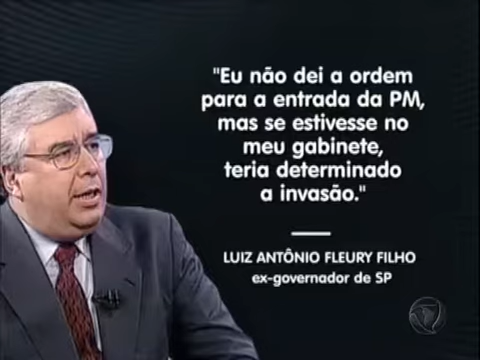 "Eu não dei a ordem
para a entrada da PM,
mas se estivesse no
meu gabinete,
teria determinado
a invasão."
LUIZ ANTÔNIO FLEURY FILHO
ex-governador de SP